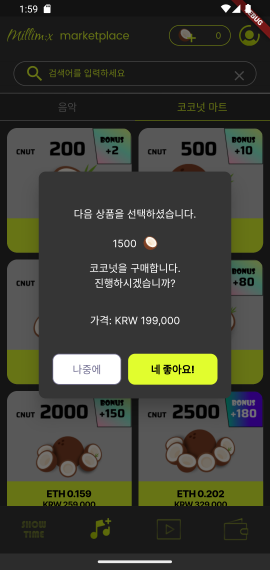 1:59
DEBUG
Millim:x marketplace
0
검색어를 입력하세요
음악 코코넛 마트
CNUT 200 BONUS +2
CNUT 500 BONUS +10
다음 상품을 선택하셨습니다.
1500
코코넛을 구매합니다.
진행하시겠습니까?
+80
가격: KRW 199,000
나중에 네 좋아요!
CNUT 2000 BONUS +150
CNUT 2500 BONUS +180
ETH 0.159 ETH 0.202
KRW 259,000 KRW 329,000
SHOW
TIME